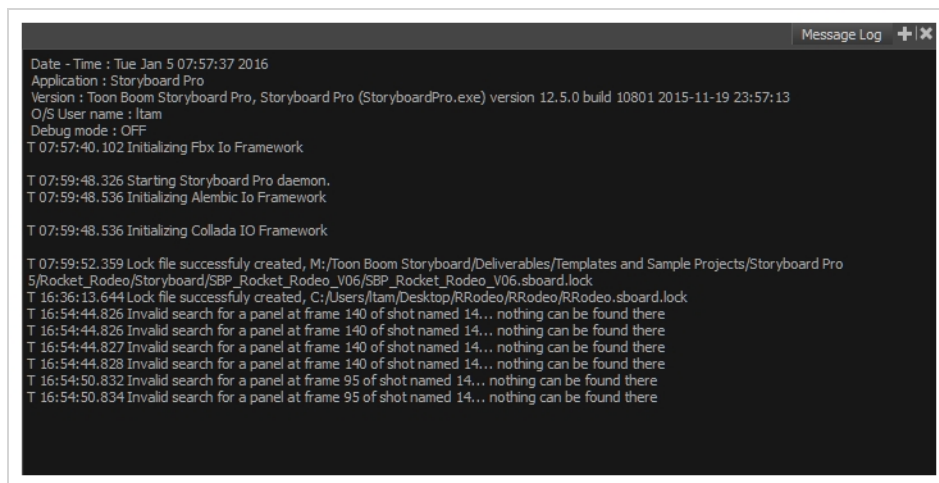 Message Log
Date - Time : Tue Jan 5 07:57:37 2016
Application : Storyboard Pro
Version : Toon Boom Storyboard Pro, Storyboard Pro (StoryboardPro.exe) version 12.5.0 build 10801 2015-11-19 23:57:13
O/S User name : ltam
Debug mode : OFF
T 07:57:40.102 Initializing Fbx Io Framework
T 07:59:48.326 Starting Storyboard Pro daemon.
T 07:59:48.536 Initializing Alembic Io Framework
T 07:59:48.536 Initializing Collada IO Framework
T 07:59:52.359 Lock file successfuly created, M:/Toon Boom Storyboard/Deliverables/Templates and Sample Projects/Storyboard Pro
5/Rocket_Rodeo/Storyboard/SBP_Rocket_Rodeo_V06/SBP_Rocket_Rodeo_V06.sboard.lock
T 16:36:13.644 Lock file successfuly created, C:/Users/ltam/Desktop/RRodeo/RRodeo/RRodeo.sboard.lock
T 16:54:44.826 Invalid search for a panel at frame 140 of shot named 14... nothing can be found there
T 16:54:44.826 Invalid search for a panel at frame 140 of shot named 14... nothing can be found there
T 16:54:44.827 Invalid search for a panel at frame 140 of shot named 14... nothing can be found there
T 16:54:44.828 Invalid search for a panel at frame 140 of shot named 14... nothing can be found there
T 16:54:50.832 Invalid search for a panel at frame 95 of shot named 14... nothing can be found there
T 16:54:50.834 Invalid search for a panel at frame 95 of shot named 14... nothing can be found there